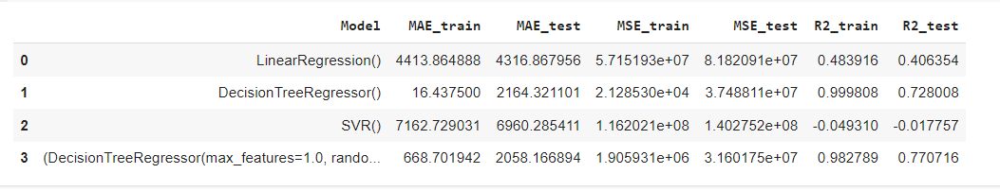 Model MAE_train MAE_test MSE_train MSE_test R2_train R2_test
0 LinearRegression() 4413.864888 4316.867956 5.715193e+07 8.182091e+07 0.483916 0.406354
1 DecisionTreeRegressor() 16.437500 2164.321101 2.128530e+04 3.748811e+07 0.999808 0.728008
2 SVR() 7162.729031 6960.285411 1.162021e+08 1.402752e+08 -0.049310 -0.017757
3 (DecisionTreeRegressor(max_features=1.0, rando... 668.701942 2058.166894 1.905931e+06 3.160175e+07 0.982789 0.770716